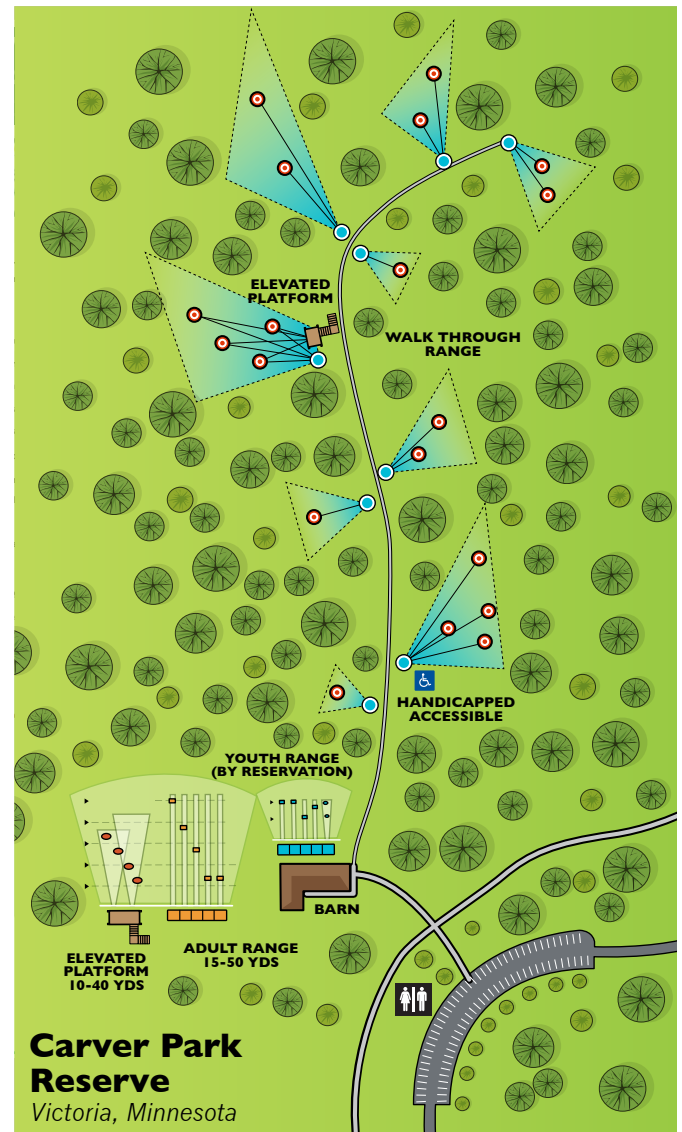 ELEVATED
PLATFORM
WALK THROUGH
RANGE
HANDICAPPED
ACCESSIBLE
YOUTH RANGE
(BY RESERVATION)
BARN
ELEVATED
PLATFORM
10-40 YDS
ADULT RANGE
15-50 YDS
Carver Park
Reserve
Victoria, Minnesota